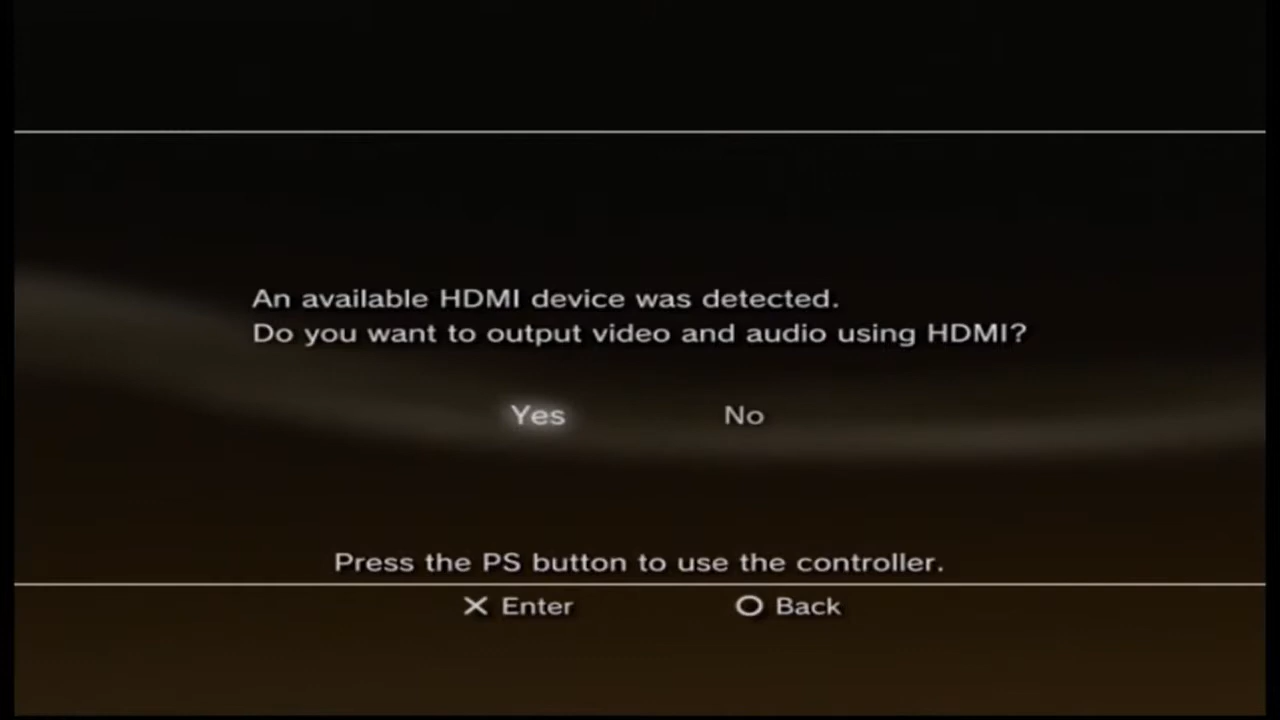 An available HDMI device was detected.
Do you want to output video and audio using HDMI?
Yes No
Press the PS button to use the controller.
X Enter O Back